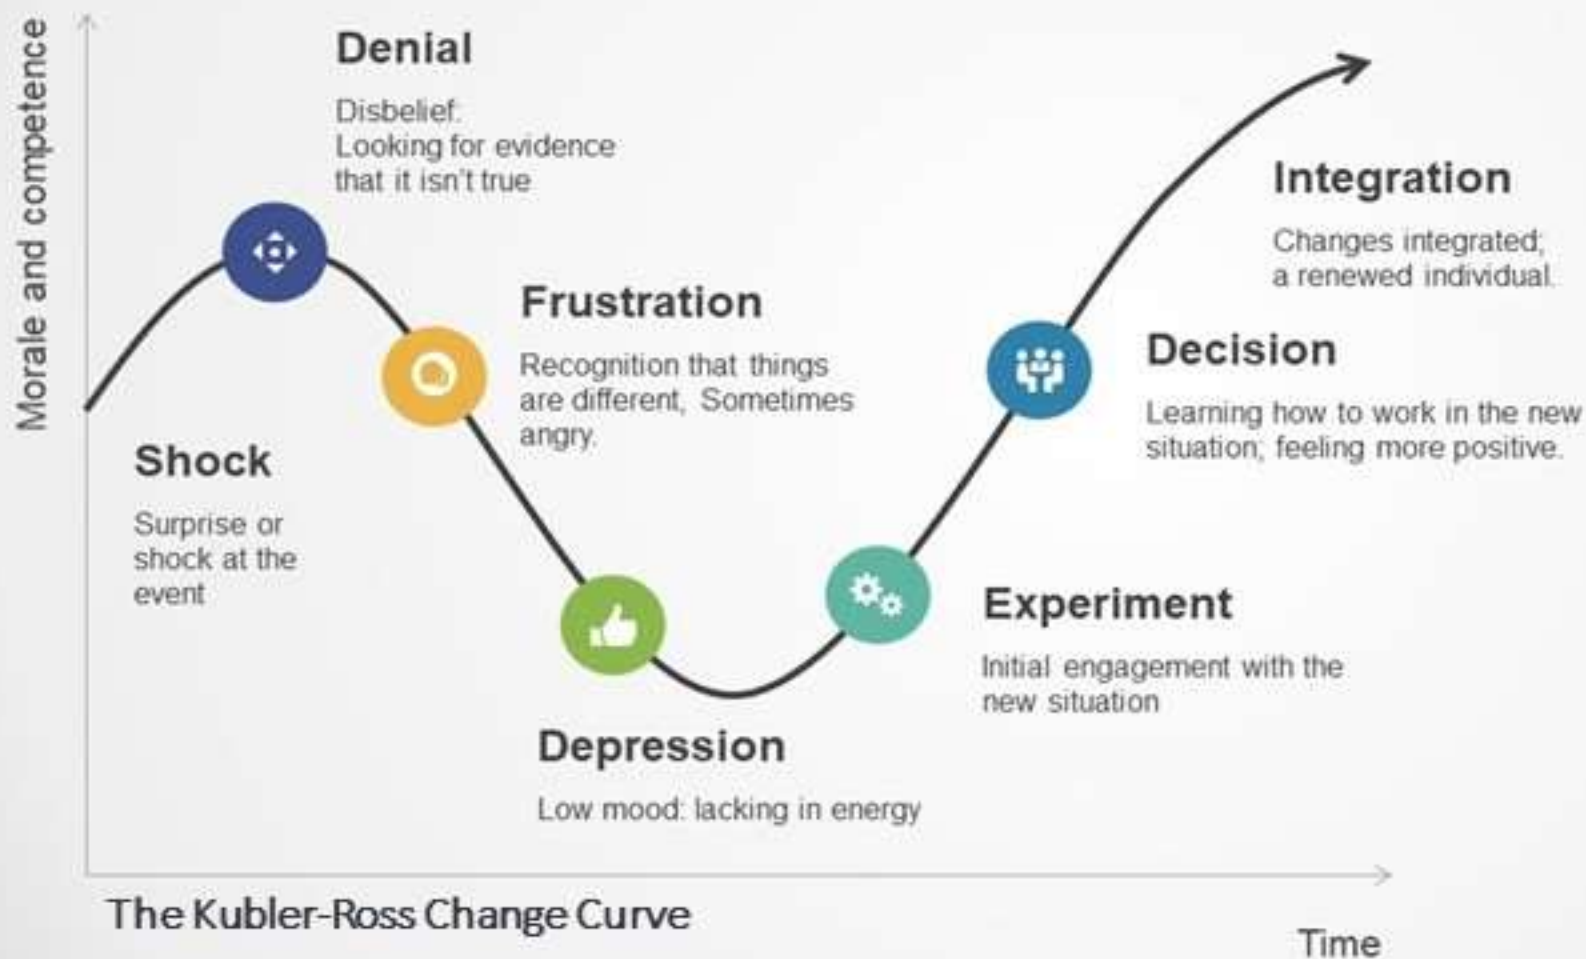 Morale and competence
Denial
Disbelief:
Looking for evidence
that it isn't true
Shock
Surprise or
shock at the
event
Frustration
Recognition that things
are different, Sometimes
angry.
Depression
Low mood: lacking in energy
Experiment
Initial engagement with the
new situation
Decision
Learning how to work in the new
situation; feeling more positive.
Integration
Changes integrated;
a renewed individual.
The Kubler-Ross Change Curve
Time